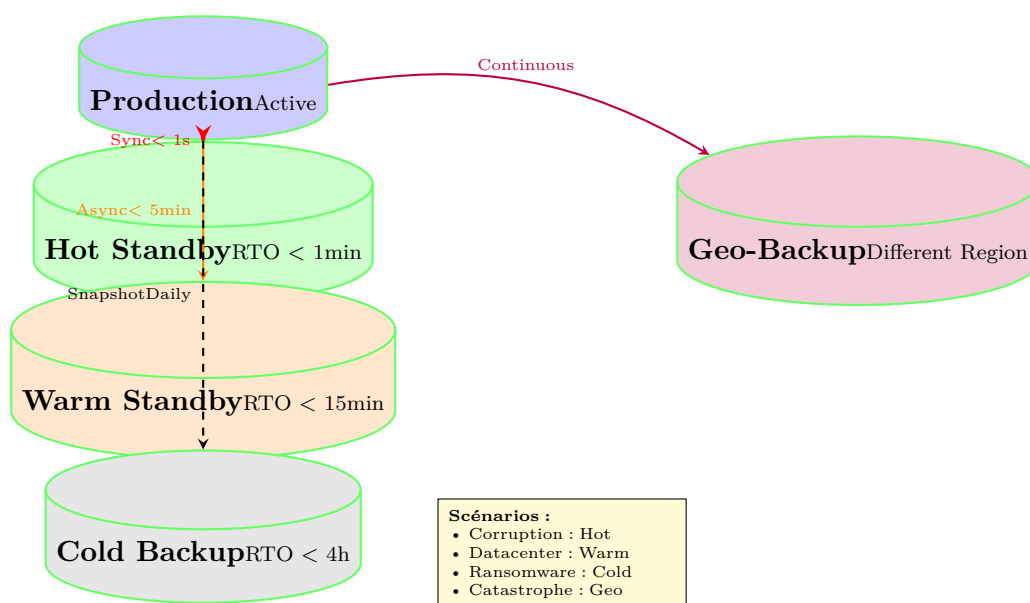 Continuous
ProductionActive
Sync< 1s
Async< 5min
Hot StandbyRTO < 1min
Geo-BackupDifferent Region
SnapshotDaily
Warm StandbyRTO < 15min
Cold BackupRTO < 4h
Scénarios :
• Corruption : Hot
• Datacenter : Warm
• Ransomware : Cold
• Catastrophe : Geo